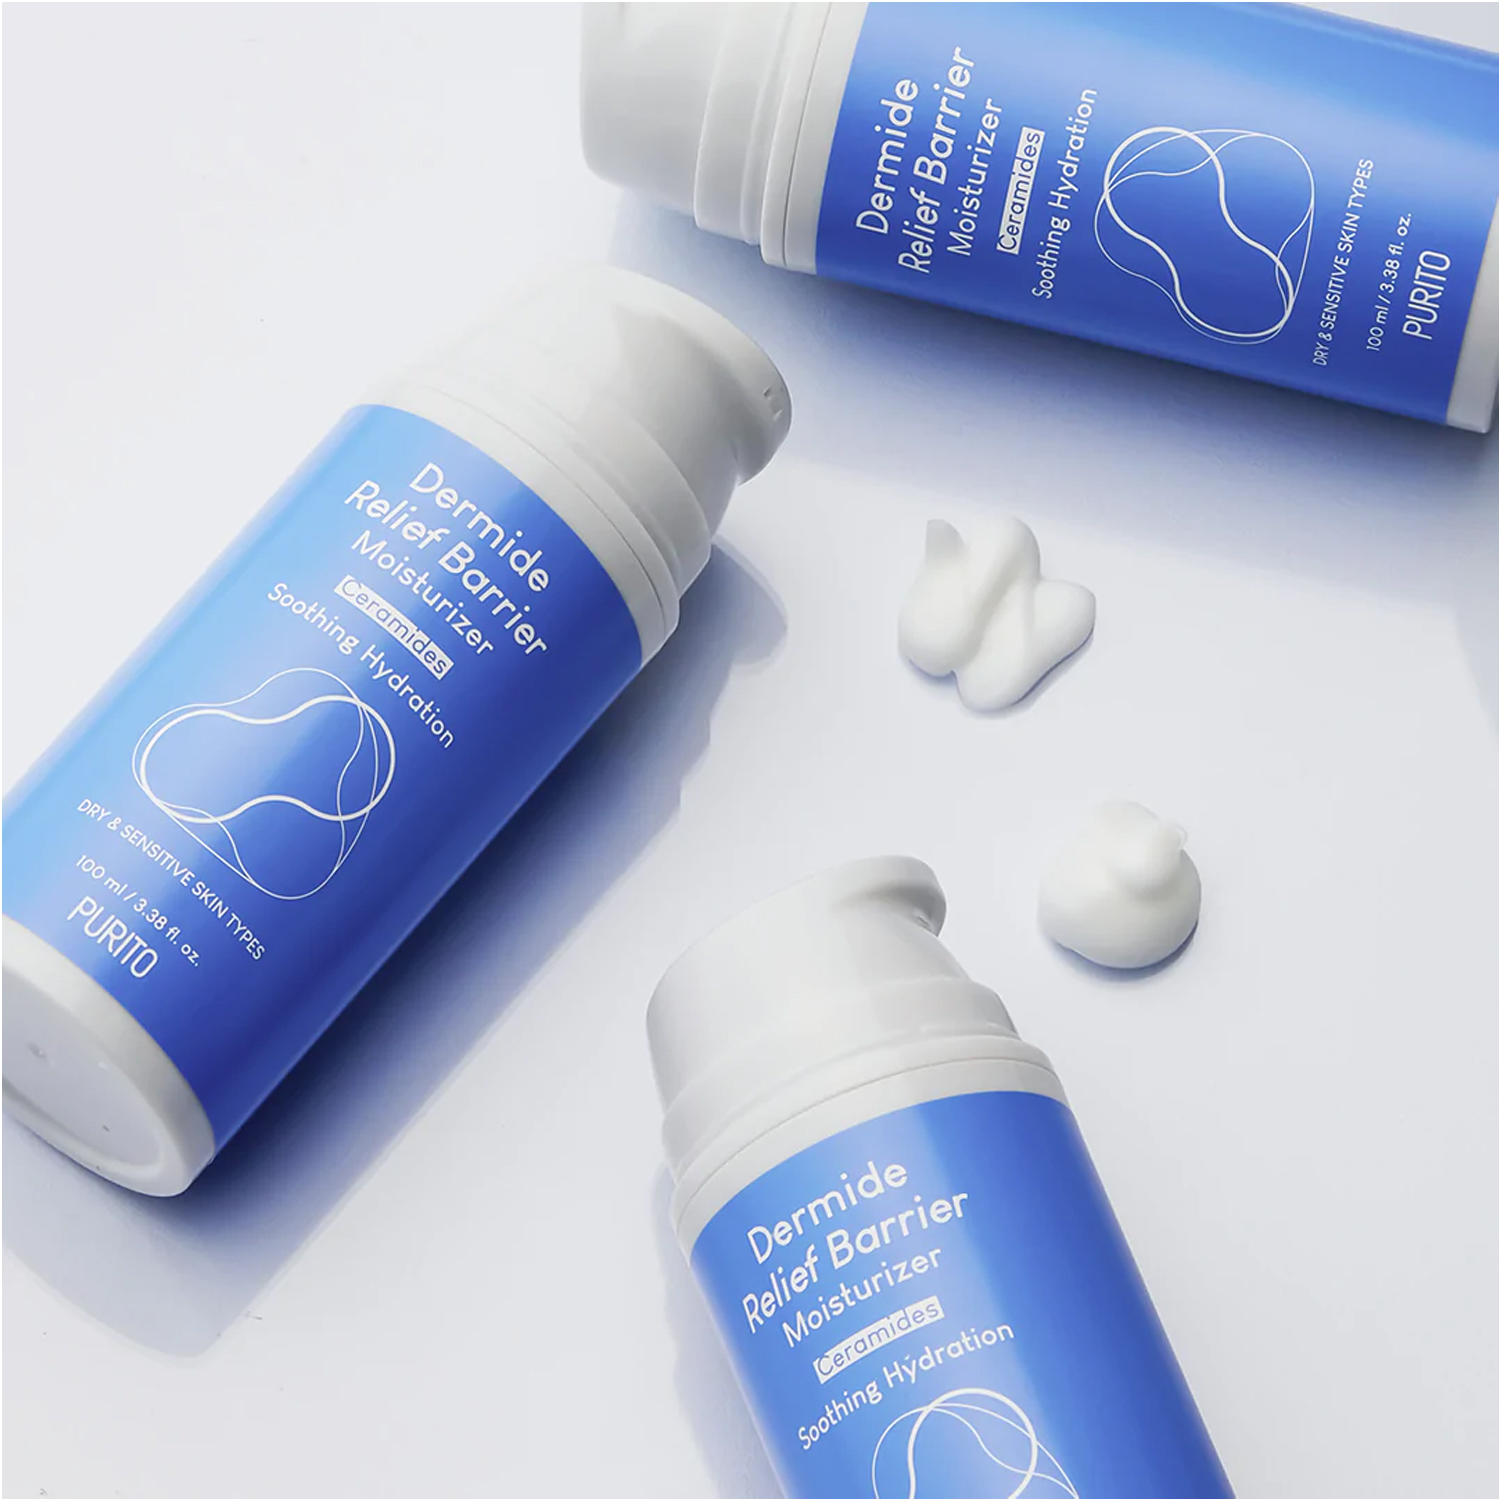 Dermide
Relief Barrier
Moisturizer
Ceramides
Soothing Hydration
DRY & SENSITIVE SKIN TYPES
100 ml / 3.38 fl. oz.
PURITO
Dermide
Relief Barrier
Moisturizer
Ceramides
Soothing Hydration
DRY & SENSITIVE SKIN TYPES
100 ml / 3.38 fl. oz.
PURITO
Dermide
Relief Barrier
Moisturizer
Ceramides
Soothing Hydration